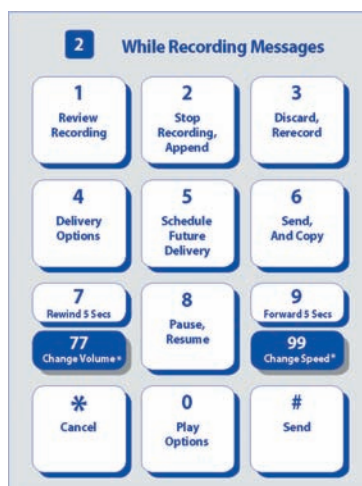 2 While Recording Messages
1
Review
Recording
2
Stop
Recording,
Append
3
Discard,
Rerecord
4
Delivery
Options
5
Schedule
Future
Delivery
6
Send,
And Copy
7
Rewind 5 Secs
77
Change Volume*
8
Pause,
Resume
9
Forward 5 Secs
99
Change Speed*
*
Cancel
0
Play
Options
#
Send